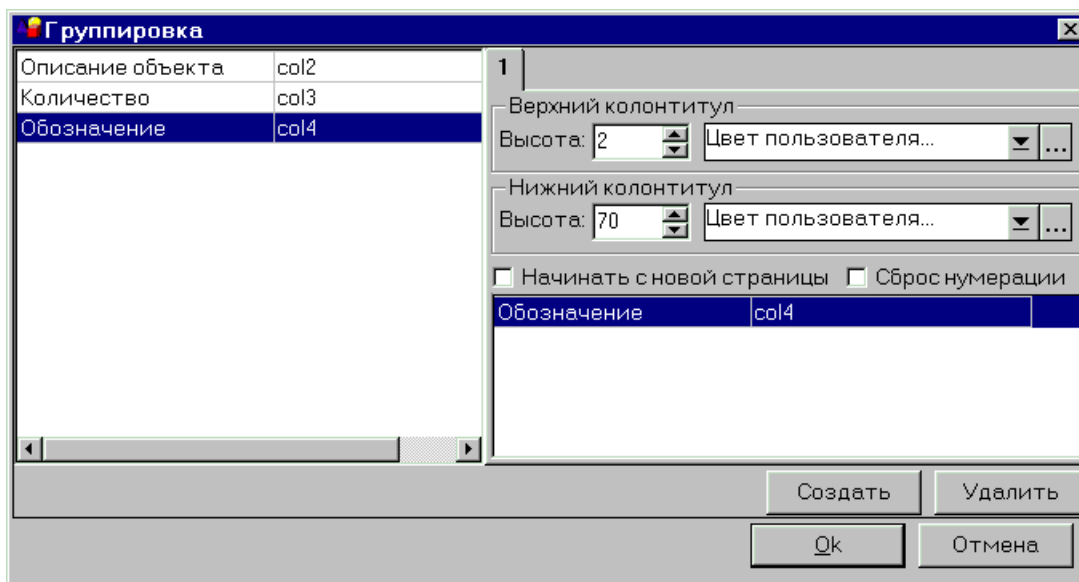 Группировка
Описание объекта col2
Количество col3
Обозначение col4
1
Верхний колонтитул
Высота: 2 Цвет пользователя... ...
Нижний колонтитул
Высота: 70 Цвет пользователя... ...
Начинать с новой страницы Сброс нумерации
Обозначение col4
Создать Удалить
Ok Отмена